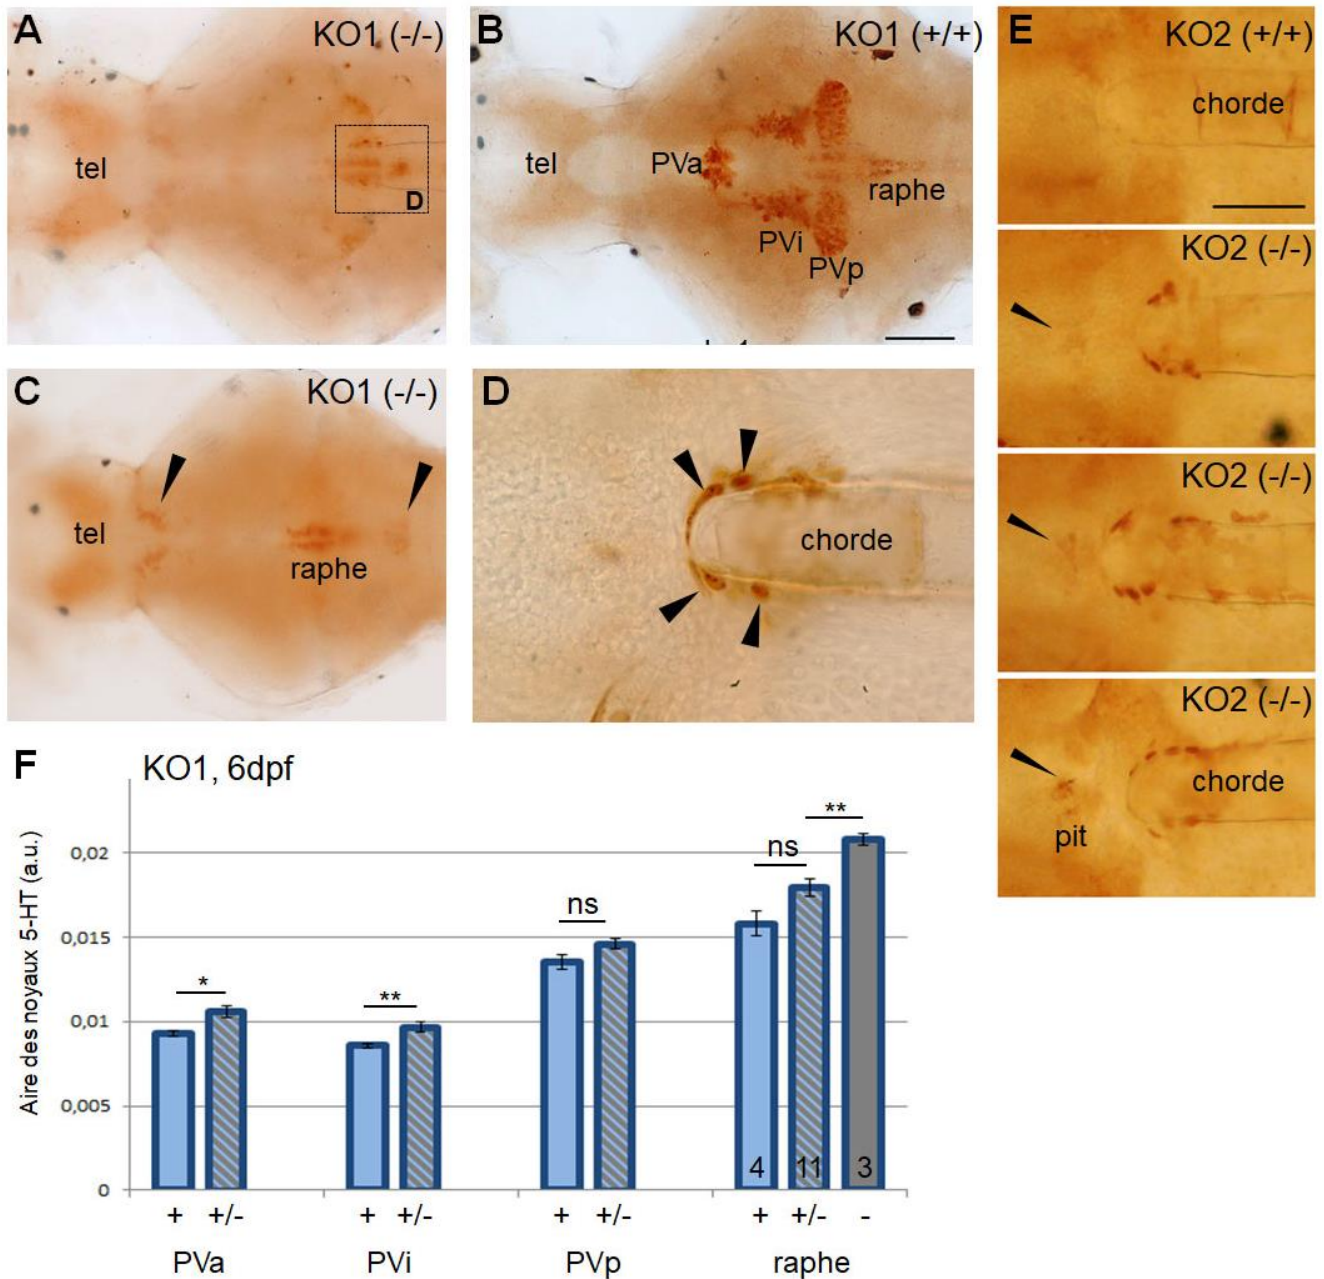 A
KO1 (-/-)
tel
D
B
KO1 (+/+)
tel
PVa
raphe
PVi
PVp
C
KO1 (-/-)
tel
raphe
D
chorde
E
KO2 (+/+)
chorde
KO2 (-/-)
KO2 (-/-)
KO2 (-/-)
chorde
pit
F
KO1, 6dpf
Aire des noyaux 5-HT (a.u.)
0,02
0,015
0,01
0,005
0
*
**
ns
ns
**
4
11
3
+ +/- + +/- + +/- + +/- -
PVa PVi PVp raphe